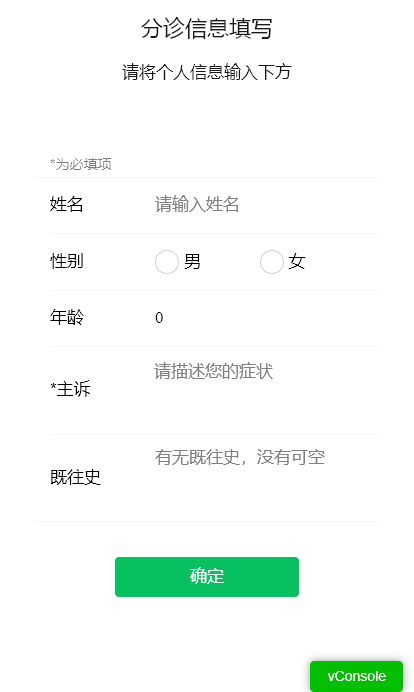 分诊信息填写
请将个人信息输入下方
*为必填项
姓名 请输入姓名
性别 男 女
年龄 0
*主诉 请描述您的症状
既往史 有无既往史，没有可空
确定
vConsole